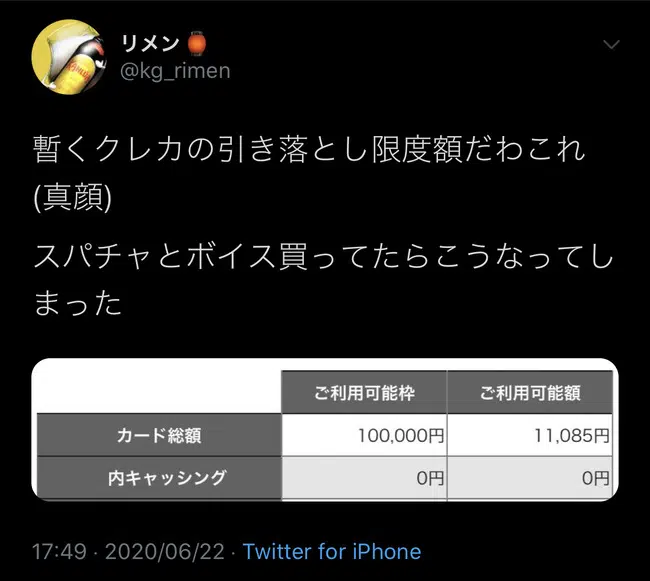 リメン🏮
@kg_rimen
暫くクレカの引き落とし限度額だわこれ
(真顔)
スパチャとボイス買ってたらこうなってし
まった
ご利用可能枠 ご利用可能額
カード総額 100,000円 11,085円
内キャッシング 0円 0円
17:49 · 2020/06/22 · Twitter for iPhone